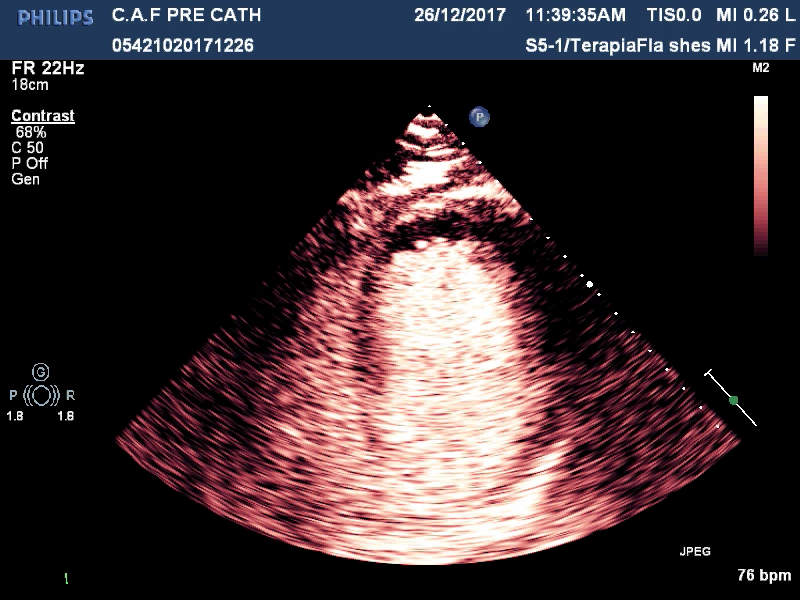 PHILIPS C.A.F PRE CATH 26/12/2017 11:39:35AM TIS0.0 MI 0.26 L
05421020171226 S5-1/TerapiaFla shes MI 1.18 F
FR 22Hz
18cm
M2
P
Contrast
68%
C 50
P Off
Gen
G
P R
1.8 1.8
JPEG
76 bpm